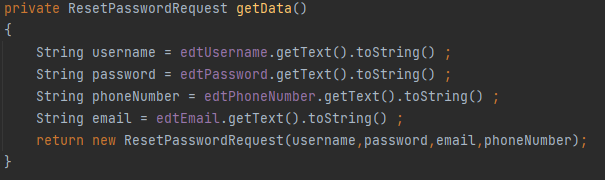 private ResetPasswordRequest getData()
{
    String username = edtUsername.getText().toString() ;
    String password = edtPassword.getText().toString() ;
    String phoneNumber = edtPhoneNumber.getText().toString() ;
    String email = edtEmail.getText().toString() ;
    return new ResetPasswordRequest(username,password,email,phoneNumber);
}